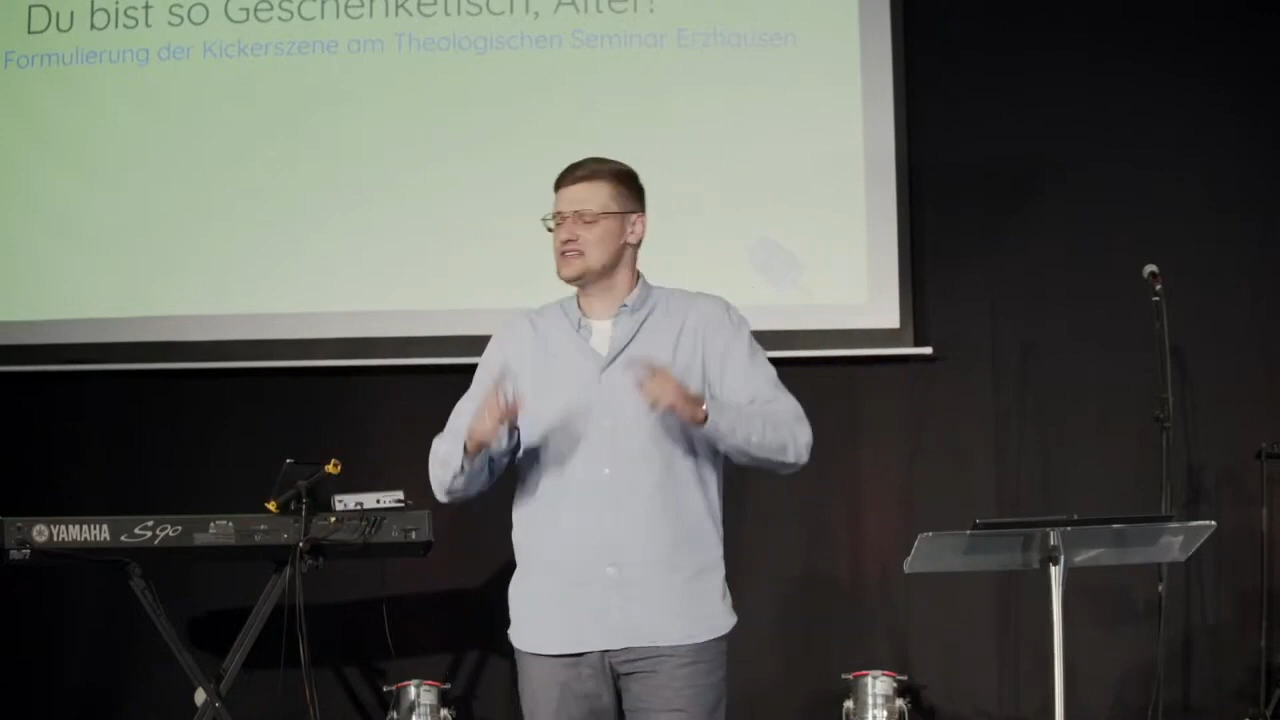 Du bist so Geschenketisch, Alter!
Formulierung der Kickerszene am Theologischen Seminar Erzhausen
YAMAHA S90